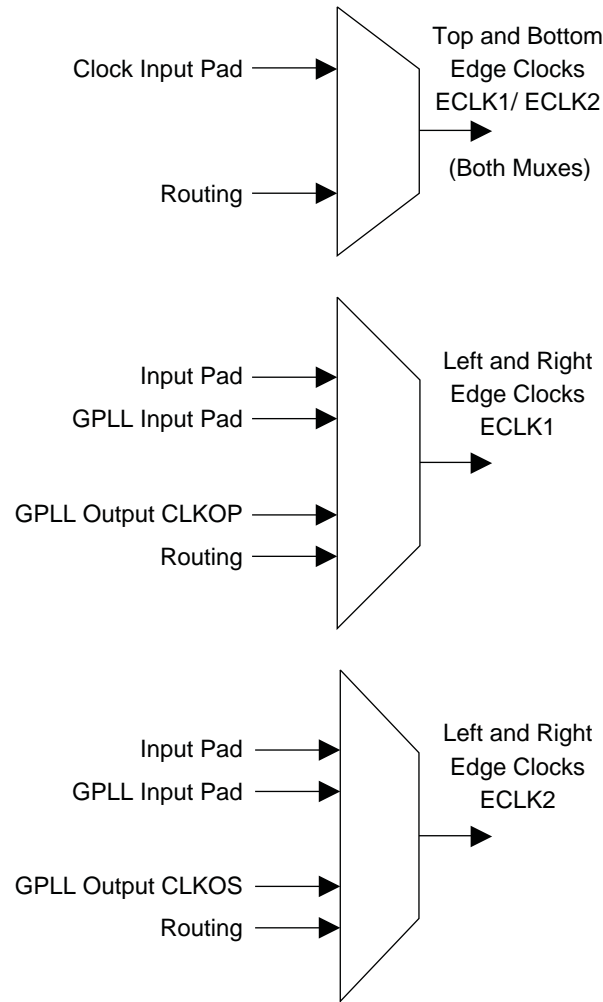 Clock Input Pad
Routing
Top and Bottom
Edge Clocks
ECLK1/ ECLK2
(Both Muxes)
Input Pad
GPLL Input Pad
GPLL Output CLKOP
Routing
Left and Right
Edge Clocks
ECLK1
Input Pad
GPLL Input Pad
GPLL Output CLKOS
Routing
Left and Right
Edge Clocks
ECLK2